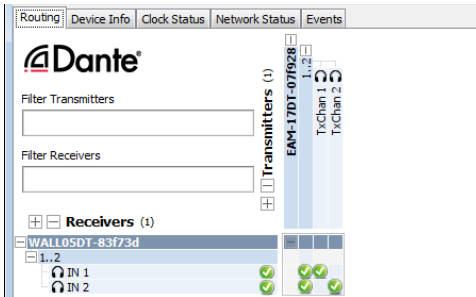 Routing Device Info Clock Status Network Status Events
Dante®
Filter Transmitters
Filter Receivers
Transmitters (1)
EAM-17DT-07f928
1..2
TxChan 1
TxChan 2
Receivers (1)
WALL05DT-83f73d
1..2
IN 1
IN 2